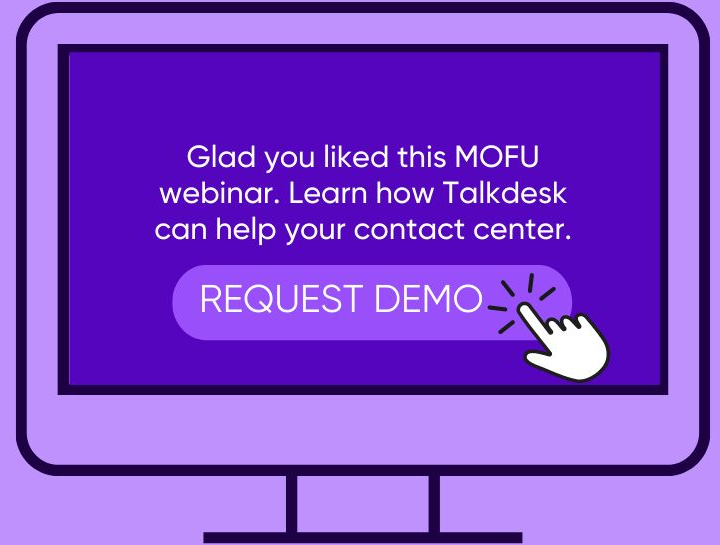 Glad you liked this MOFU
webinar. Learn how Talkdesk
can help your contact center.
REQUEST DEMO